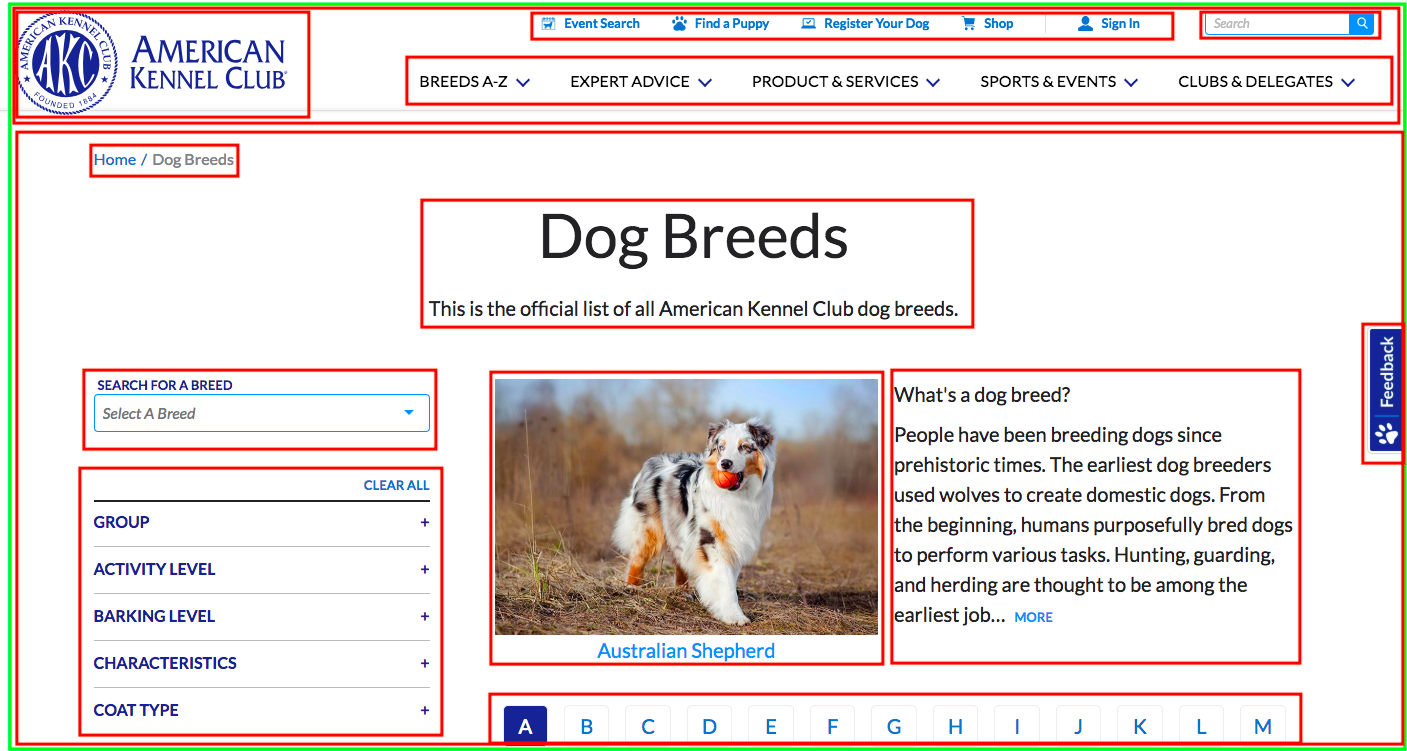 AMERICAN KENNEL CLUB
AKC
FOUNDED 1884
AMERICAN
KENNEL CLUB®
Event Search
Find a Puppy
Register Your Dog
Shop
Sign In
Search
BREEDS A-Z
EXPERT ADVICE
PRODUCT & SERVICES
SPORTS & EVENTS
CLUBS & DELEGATES
Home / Dog Breeds
Dog Breeds
This is the official list of all American Kennel Club dog breeds.
SEARCH FOR A BREED
Select A Breed
CLEAR ALL
GROUP +
ACTIVITY LEVEL +
BARKING LEVEL +
CHARACTERISTICS +
COAT TYPE +
Australian Shepherd
What's a dog breed?
People have been breeding dogs since
prehistoric times. The earliest dog breeders
used wolves to create domestic dogs. From
the beginning, humans purposefully bred dogs
to perform various tasks. Hunting, guarding,
and herding are thought to be among the
earliest job... MORE
Feedback
A B C D E F G H I J K L M